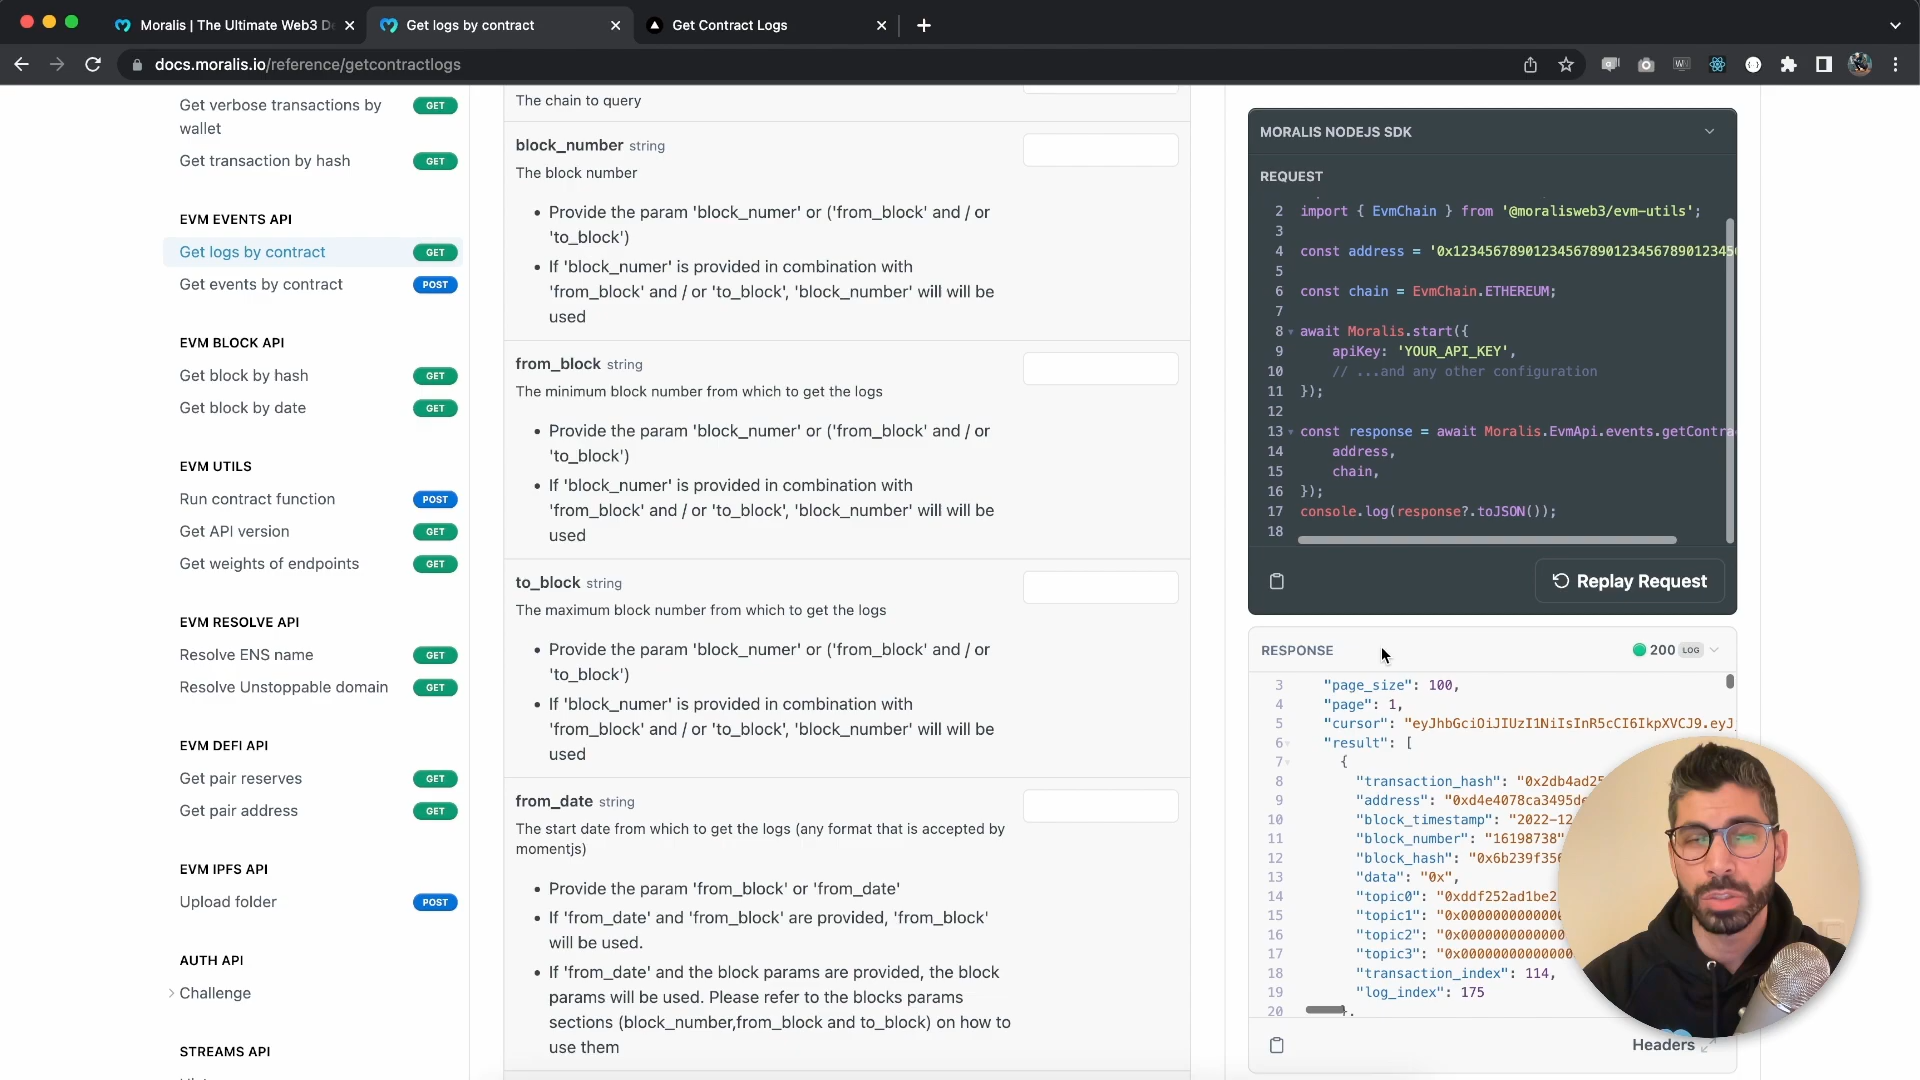 Moralis | The Ultimate Web3 De
Get logs by contract
Get Contract Logs
docs.moralis.io/reference/getcontractlogs
Get verbose transactions by
wallet
GET
Get transaction by hash
GET
EVM EVENTS API
Get logs by contract
GET
Get events by contract
POST
EVM BLOCK API
Get block by hash
GET
Get block by date
GET
EVM UTILS
Run contract function
POST
Get API version
GET
Get weights of endpoints
GET
EVM RESOLVE API
Resolve ENS name
GET
Resolve Unstoppable domain
GET
EVM DEFI API
Get pair reserves
GET
Get pair address
GET
EVM IPFS API
Upload folder
POST
AUTH API
Challenge
STREAMS API
The chain to query
block_number string
The block number
• Provide the param 'block_numer' or ('from_block' and / or
'to_block')
• If 'block_numer' is provided in combination with
'from_block' and / or 'to_block', 'block_number' will will be
used
from_block string
The minimum block number from which to get the logs
• Provide the param 'block_numer' or ('from_block' and / or
'to_block')
• If 'block_numer' is provided in combination with
'from_block' and / or 'to_block', 'block_number' will will be
used
to_block string
The maximum block number from which to get the logs
• Provide the param 'block_numer' or ('from_block' and / or
'to_block')
• If 'block_numer' is provided in combination with
'from_block' and / or 'to_block', 'block_number' will will be
used
from_date string
The start date from which to get the logs (any format that is accepted by
momentjs)
• Provide the param 'from_block' or 'from_date'
• If 'from_date' and 'from_block' are provided, 'from_block'
will be used.
• If 'from_date' and the block params are provided, the block
params will be used. Please refer to the blocks params
sections (block_number,from_block and to_block) on how to
use them
MORALIS NODEJS SDK
REQUEST
2 import { EvmChain } from '@moralisweb3/evm-utils';
3
4 const address = '0x12345678901234567890123456789012345
5
6 const chain = EvmChain.ETHEREUM;
7
8 await Moralis.start({
9 apiKey: 'YOUR_API_KEY',
10 // ...and any other configuration
11 });
12
13 const response = await Moralis.EvmApi.events.getContra
14 address,
15 chain,
16 });
17 console.log(response?.toJSON());
18
Replay Request
RESPONSE
200 LOG
3 "page_size": 100,
4 "page": 1,
5 "cursor": "eyJhbGciOiJIUzI1NiIsInR5cCI6IkpXVCJ9.eyJ
6 "result": [
7 {
8 "transaction_hash": "0x2db4ad25
9 "address": "0xd4e4078ca3495de
10 "block_timestamp": "2022-12
11 "block_number": "16198738"
12 "block_hash": "0x6b239f356
13 "data": "0x",
14 "topic0": "0xddf252ad1be2
15 "topic1": "0x0000000000000
16 "topic2": "0x0000000000000
17 "topic3": "0x0000000000000
18 "transaction_index": 114,
19 "log_index": 175
20 },
Headers